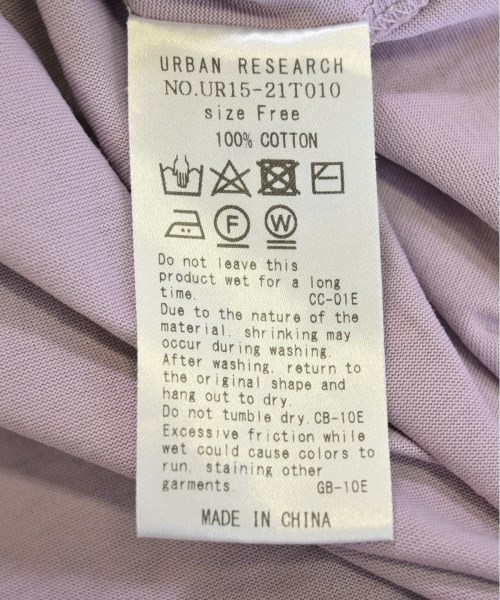 URBAN RESEARCH
NO.UR15-21T010
size Free
100% COTTON
F W
Do not leave this
product wet for a long
time. CC-01E
Due to the nature of the
material, shrinking may
occur during washing.
After washing, return to
the original shape and
hang out to dry.
Do not tumble dry. CB-10E
Excessive friction while
wet could cause colors to
run, staining other
garments. GB-10E
MADE IN CHINA